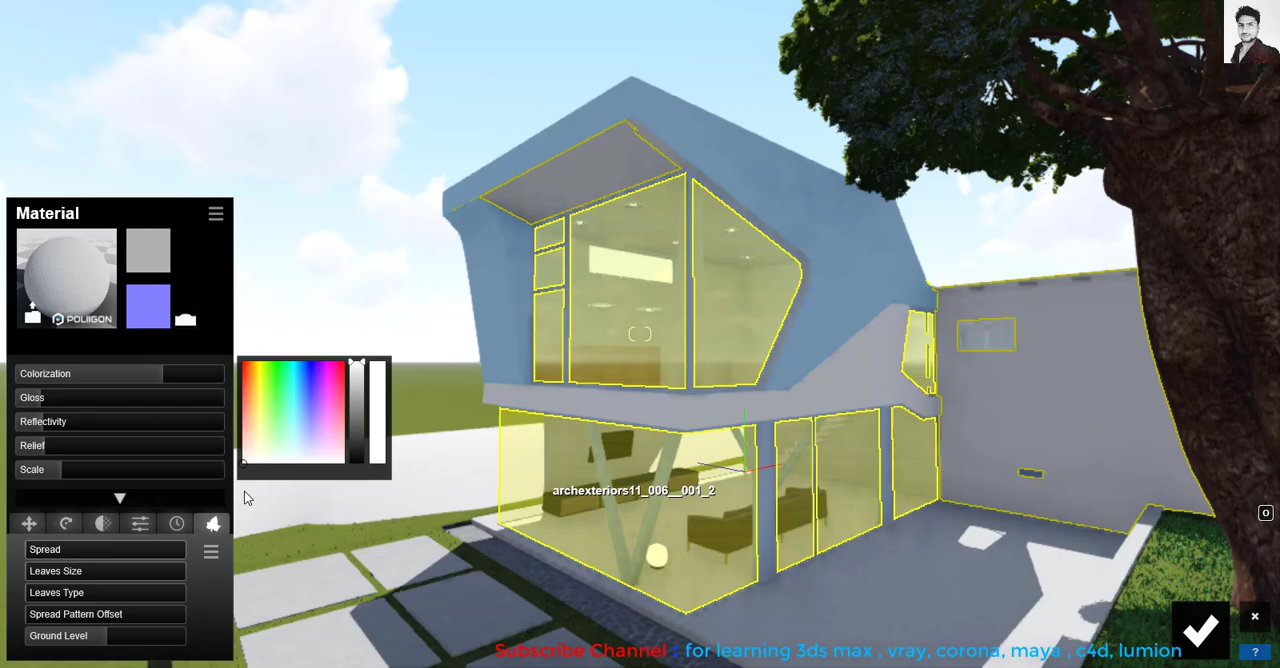 Material
POLIIGON
Colorization
Gloss
Reflectivity
Relief
Scale
Spread
Leaves Size
Leaves Type
Spread Pattern Offset
Ground Level
archexteriors11_006__001_2
O
?
Subscribe Channel : for learning 3ds max , vray, corona, maya , c4d, lumion